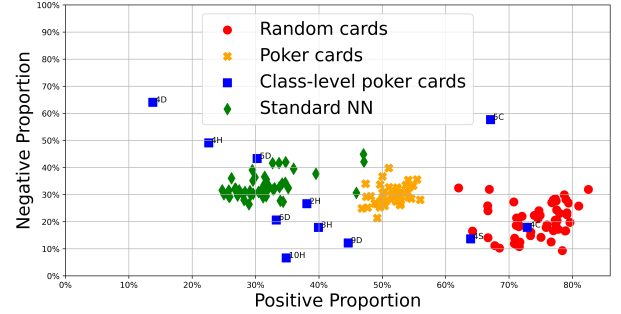 100%
90%
80%
70%
60%
50%
40%
30%
20%
10%
0%
0%
10%
20%
30%
40%
50%
60%
70%
80%
Negative Proportion
Positive Proportion
Random cards
Poker cards
Class-level poker cards
Standard NN
4D
5C
4H
5D
2H
6D
3H
4C
4S
9D
10H